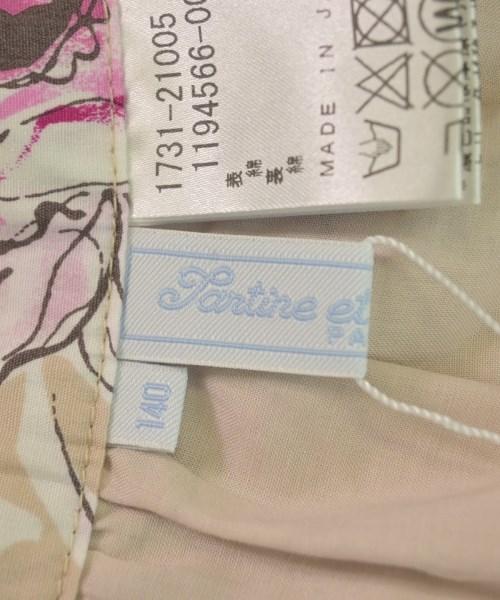 1731-21005
1194566-00
表綿
裏綿
MADE IN J
Tartine et
PA
140